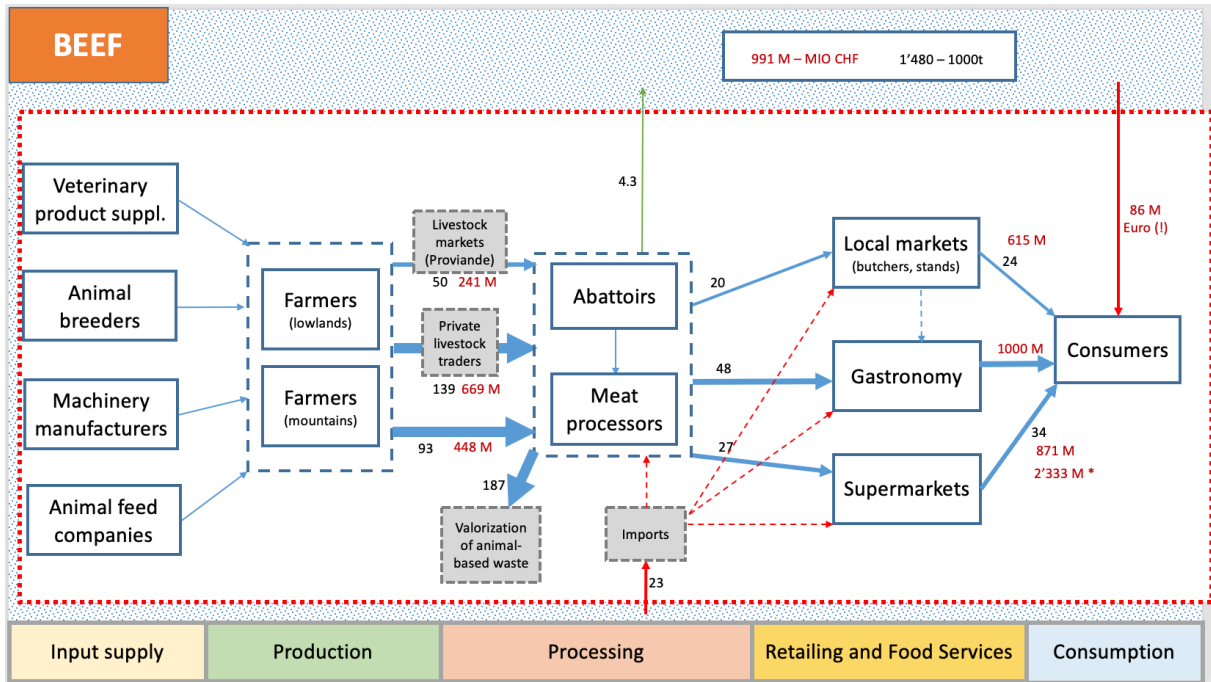 BEEF
991 M – MIO CHF 1'480 – 1000t
Veterinary
product suppl.
Animal
breeders
Machinery
manufacturers
Animal feed
companies
Farmers
(lowlands)
Farmers
(mountains)
Livestock
markets
(Proviande)
50 241 M
Private
livestock
traders
139 669 M
93 448 M
187
Valorization
of animal-
based waste
4.3
Abattoirs
Meat
processors
Imports
23
20
48
27
Local markets
(butchers, stands)
Gastronomy
Supermarkets
615 M
24
1000 M
34
871 M
2'333 M *
86 M
Euro (!)
Consumers
Input supply
Production
Processing
Retailing and Food Services
Consumption